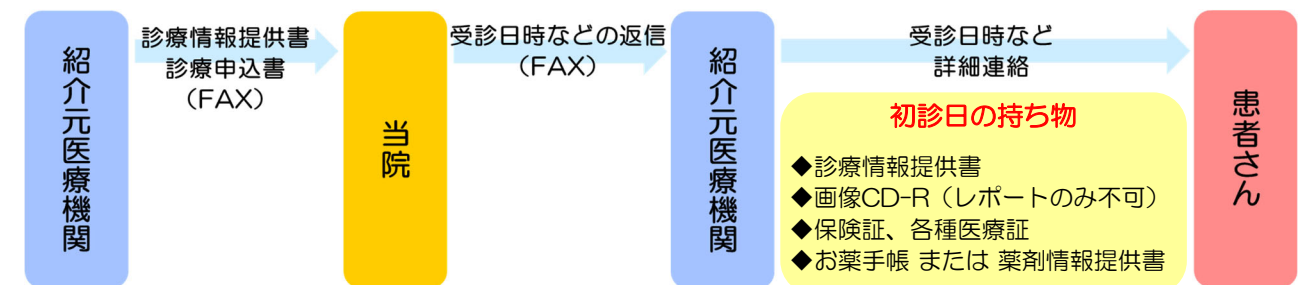 紹介元医療機関
診療情報提供書
診療申込書
（FAX）
当院
受診日時などの返信
（FAX）
紹介元医療機関
受診日時など
詳細連絡
初診日の持ち物
◆診療情報提供書
◆画像CD-R（レポートのみ不可）
◆保険証、各種医療証
◆お薬手帳 または 薬剤情報提供書
患者さん